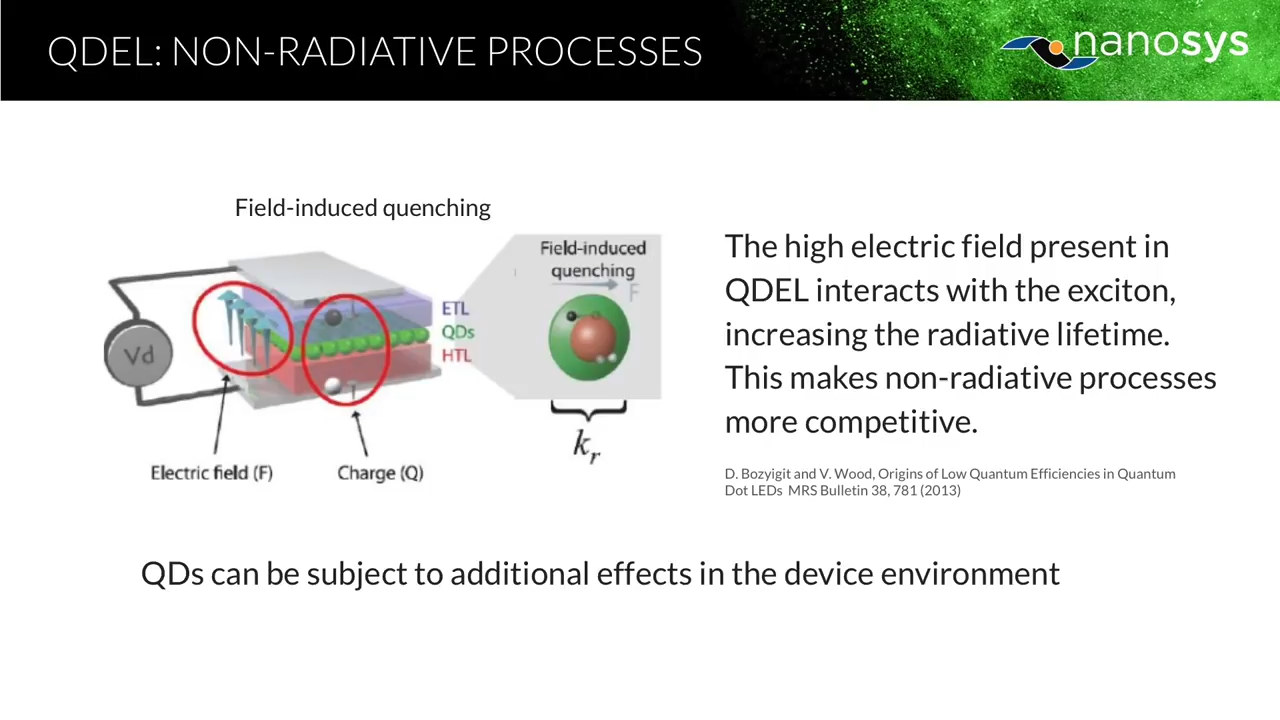 QDEL: NON-RADIATIVE PROCESSES
nanosys
Field-induced quenching
Field-induced
quenching
F
ETL
QDs
HTL
Vd
Electric field (F)
Charge (Q)
kr
The high electric field present in
QDEL interacts with the exciton,
increasing the radiative lifetime.
This makes non-radiative processes
more competitive.
D. Bozyigit and V. Wood, Origins of Low Quantum Efficiencies in Quantum
Dot LEDs MRS Bulletin 38, 781 (2013)
QDs can be subject to additional effects in the device environment